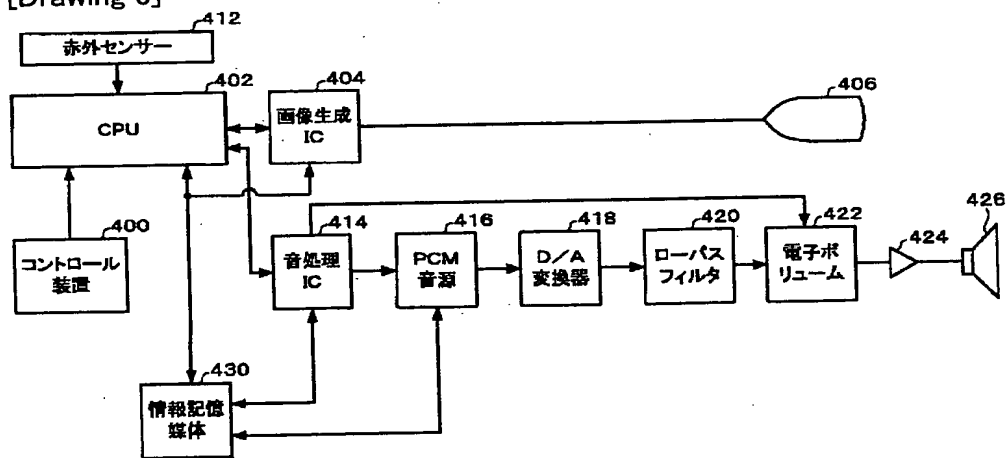 412
赤外センサー
402
CPU
404
画像生成
IC
406
400
コントロール
装置
414
音処理
IC
416
PCM
音源
418
D/A
変換器
420
ローパス
フィルタ
422
電子ボ
リューム
424
426
430
情報記憶
媒体